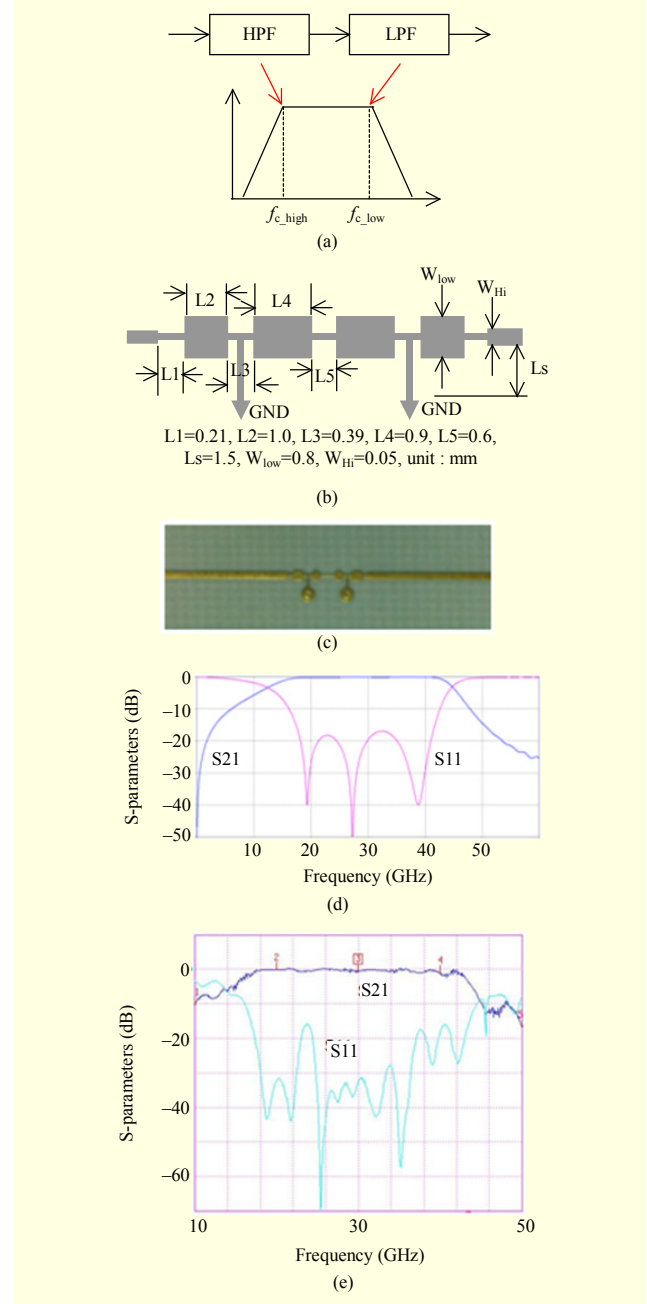 HPF LPF
f_c_high f_c_low
(a)
L2 L4 W_low W_Hi
L1 L3 L5 Ls
GND GND
L1=0.21, L2=1.0, L3=0.39, L4=0.9, L5=0.6,
Ls=1.5, W_low=0.8, W_Hi=0.05, unit : mm
(b)
(c)
S-parameters (dB)
0
–10
–20
–30
–40
–50
S21 S11
10 20 30 40 50
Frequency (GHz)
(d)
S-parameters (dB)
0
–20
–40
–60
2 3 4
S21
S11
10 30 50
Frequency (GHz)
(e)